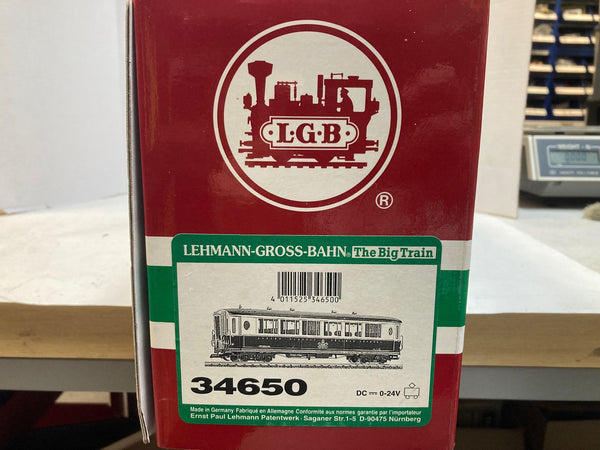 L·G·B
®
LEHMANN-GROSS-BAHN® The Big Train
4 011525 346500
34650
DC 0-24V
Made in Germany Fabriqué en Allemagne Conformité aux normes garantie par l'importateur
Ernst Paul Lehmann Patentwerk · Saganer Str.1-5 D-90475 Nürnberg